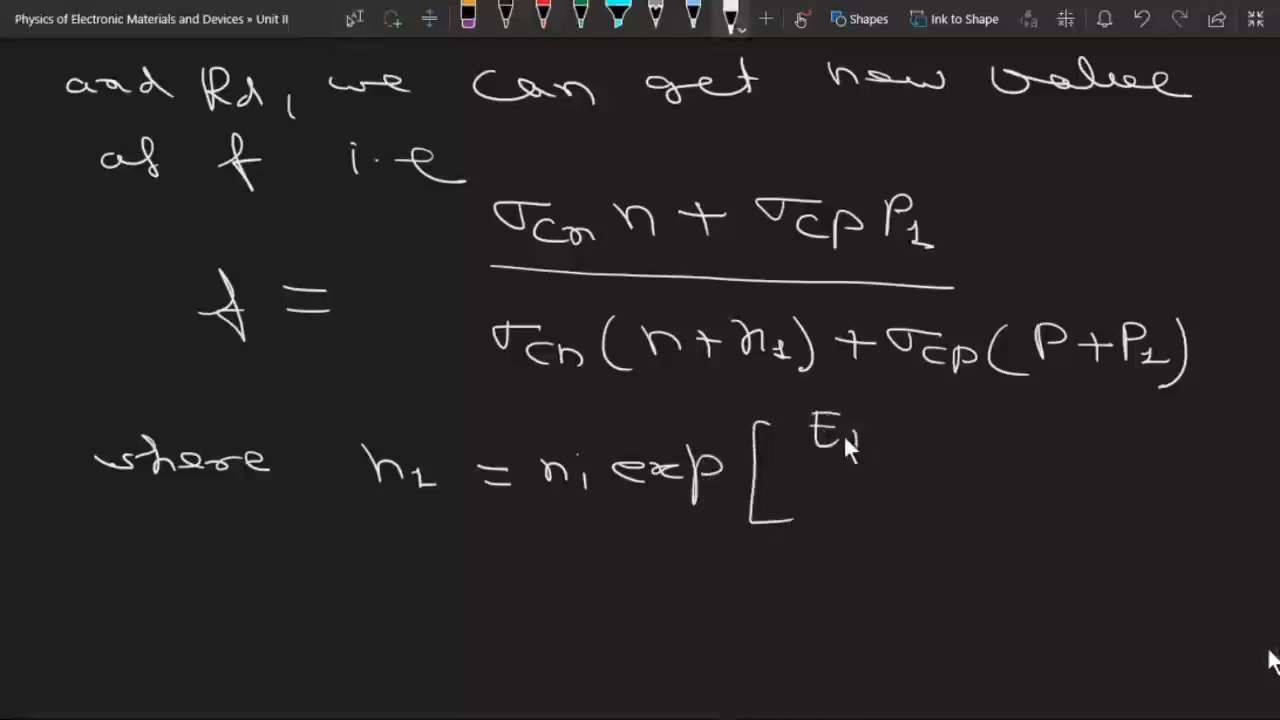 Physics of Electronic Materials and Devices » Unit II
Shapes
Ink to Shape
and Rd, we can get new value
of f i.e
f = σcn n + σcp P1 / σcn (n + n1) + σcp (P + P1)
where n1 = ni exp [ E